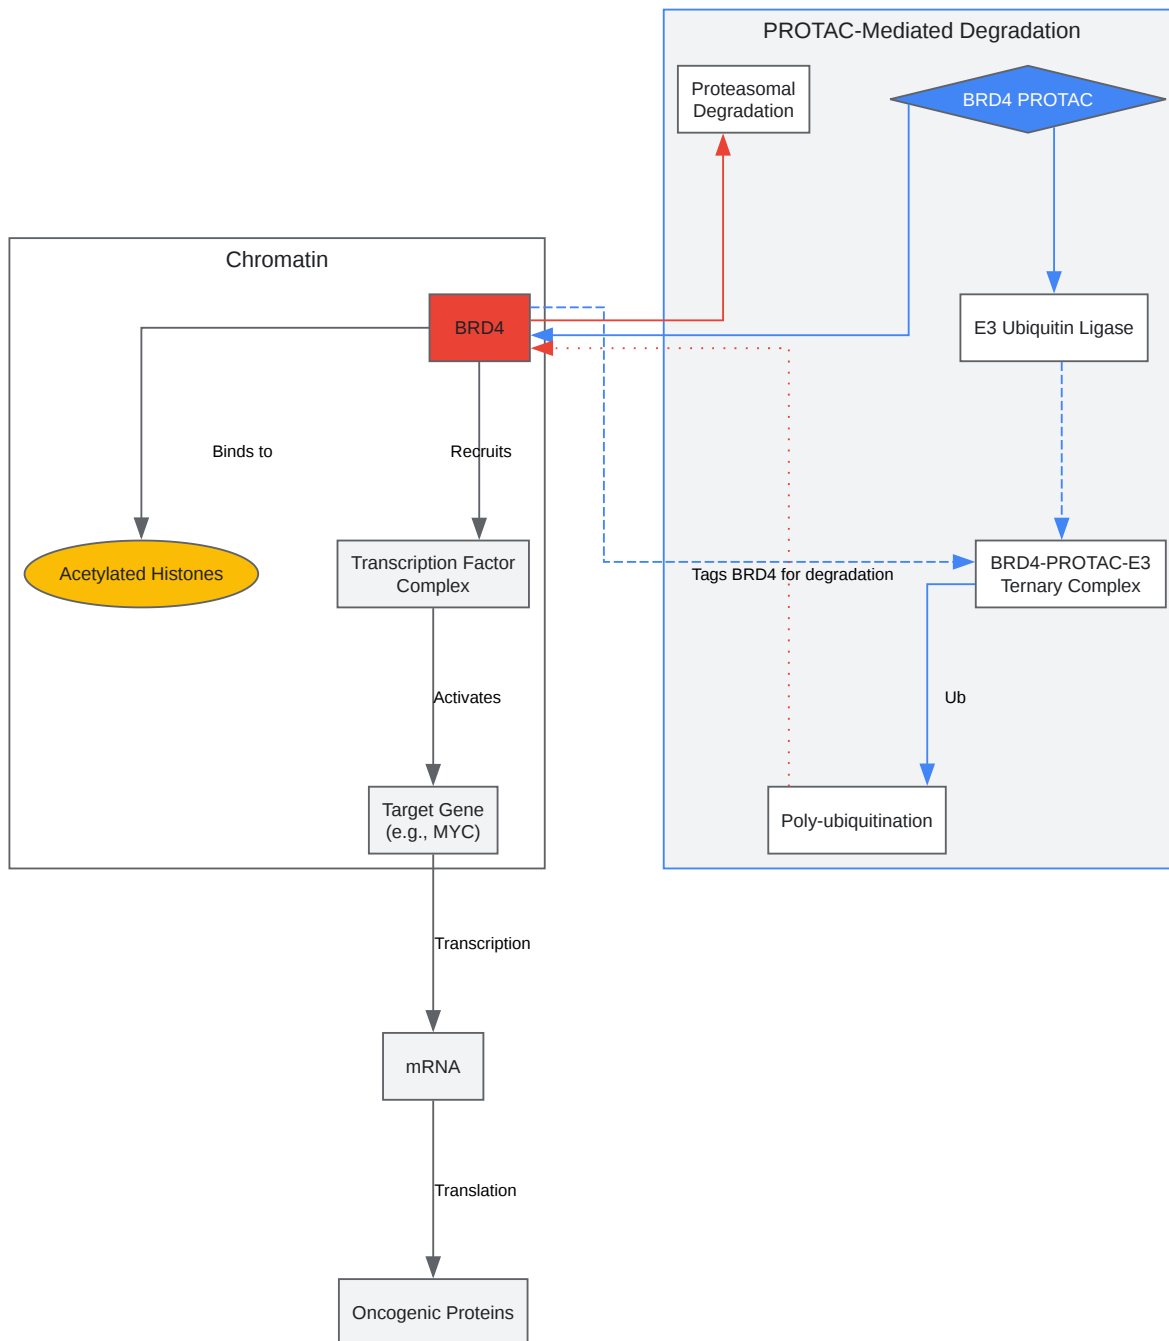 PROTAC-Mediated Degradation
Proteasomal
Degradation
BRD4 PROTAC
Chromatin
BRD4
E3 Ubiquitin Ligase
Binds to
Recruits
Acetylated Histones
Transcription Factor
Complex
Tags BRD4 for degradation
BRD4-PROTAC-E3
Ternary Complex
Activates
Ub
Target Gene
(e.g., MYC)
Poly-ubiquitination
Transcription
mRNA
Translation
Oncogenic Proteins